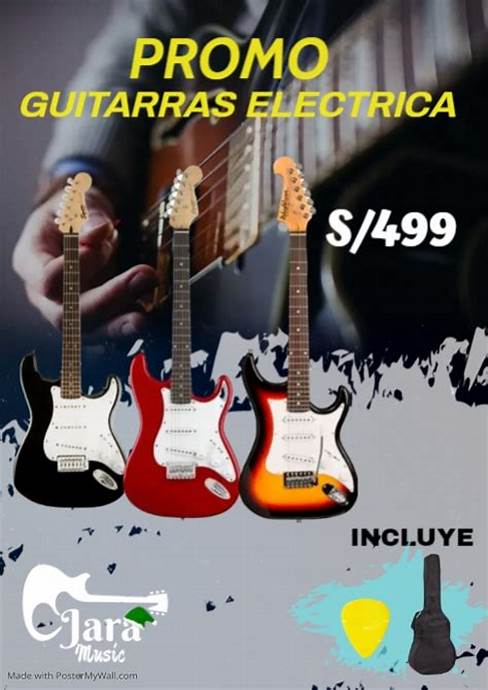 PROMO
GUITARRAS ELECTRICA
S/499
INCLUYE
Jara
Music
Made with PosterMyWall.com